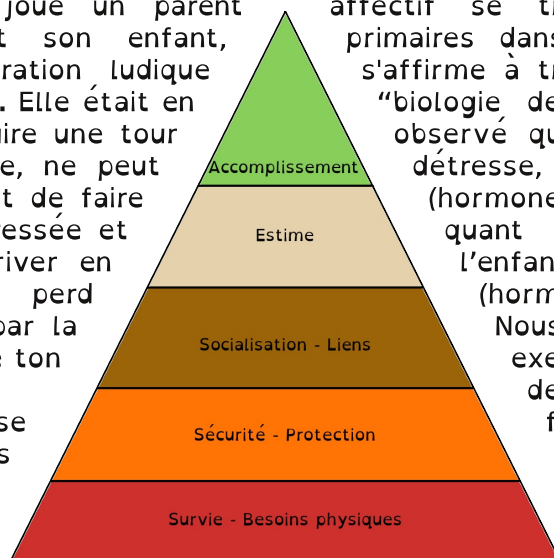 joue un parent
t son enfant,
ration ludique
. Elle était en
ire une tour
e, ne peut
t de faire
essée et
river en
perd
par la
ton
se
s
Accomplissement
Estime
Socialisation - Liens
Sécurité - Protection
Survie - Besoins physiques
affectif se
primaires dans
s'affirme à
“biologie de
observé qu
détresse,
(hormone
quant
l’enfan
(horm
Nous
exe
de
f